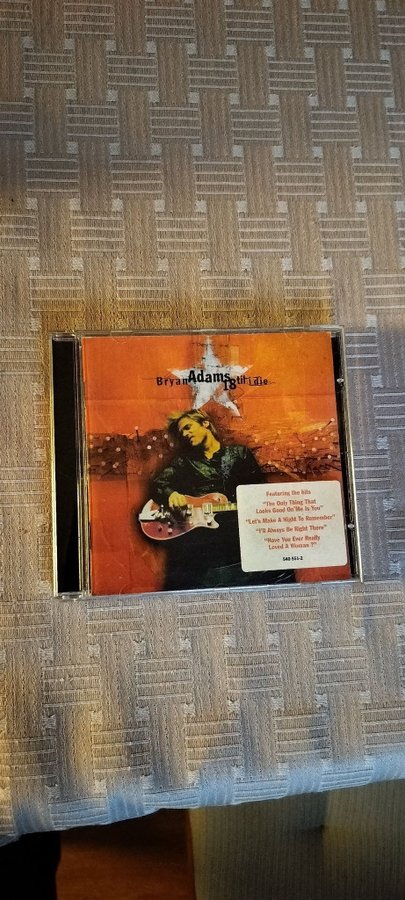 Bryan Adams 18 til i die
Featuring the hits
"The Only Thing That
Looks Good On Me Is You"
"Let's Make A Night To Remember"
"I'll Always Be Right There"
"Have You Ever Really
Loved A Woman?"
540 551-2